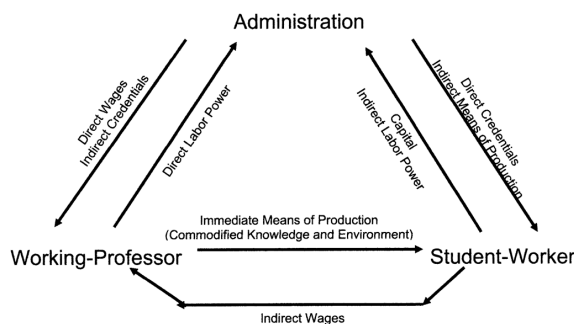 Administration
Direct Wages
Indirect Credentials
Direct Labor Power
Capital
Indirect Labor Power
Direct Credentials
Indirect Means of Production
Immediate Means of Production
(Commodified Knowledge and Environment)
Working-Professor
Student-Worker
Indirect Wages